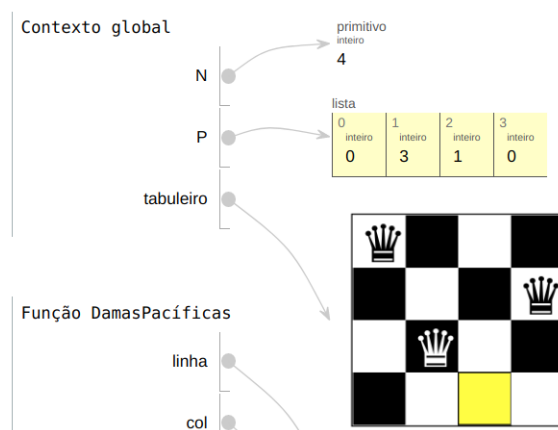 Contexto global
primitivo
inteiro
4
N
lista
0 1 2 3
inteiro inteiro inteiro inteiro
0 3 1 0
P
tabuleiro
Função DamasPacíficas
linha
col